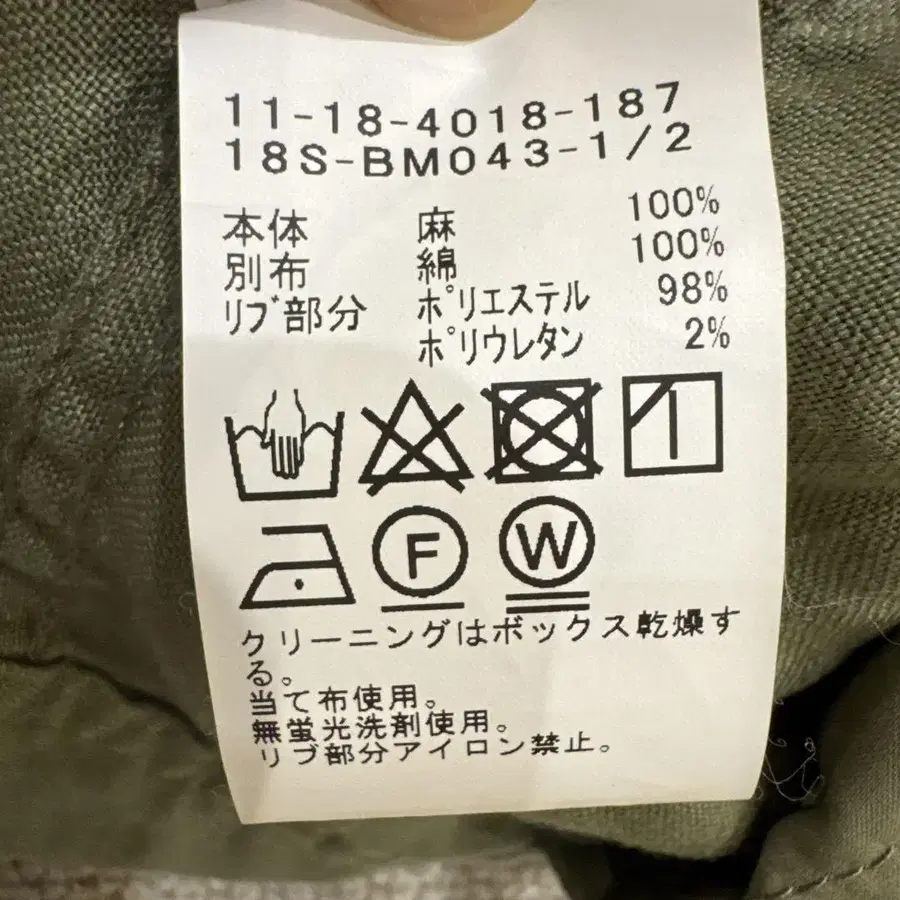 11-18-4018-187
18S-BM043-1/2
本体 麻 100%
別布 綿 100%
ﾘﾌﾞ部分 ﾎﾟﾘｴｽﾃﾙ 98%
ﾎﾟﾘｳﾚﾀﾝ 2%
F W
クリーニングはボックス乾燥す
る。
当て布使用。
無蛍光洗剤使用。
リブ部分アイロン禁止。